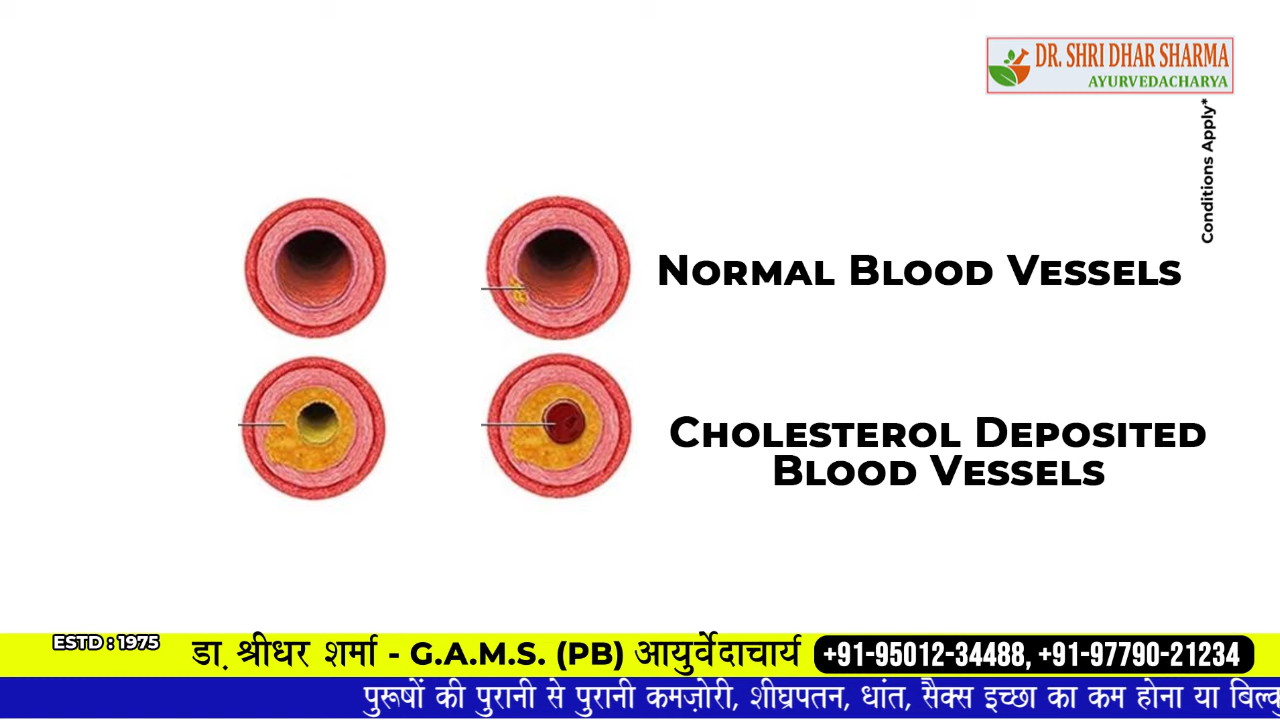 DR. SHRI DHAR SHARMA
AYURVEDACHARYA
Conditions Apply*
NORMAL BLOOD VESSELS
CHOLESTEROL DEPOSITED
BLOOD VESSELS
ESTD : 1975
डा. श्रीधर शर्मा - G.A.M.S. (PB) आयुर्वेदाचार्य +91-95012-34488, +91-97790-21234
पुरूषों की पुरानी से पुरानी कमज़ोरी, शीघ्रपतन, धांत, सैक्स इच्छा का कम होना या